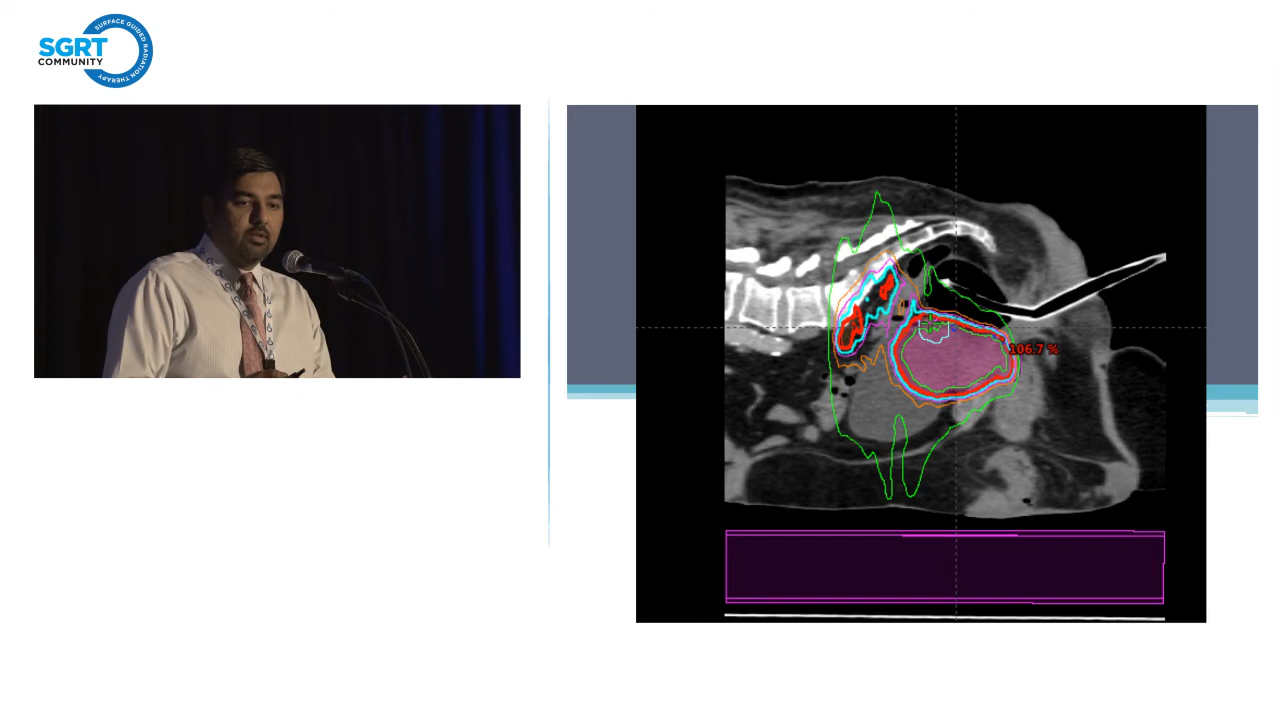 SURFACE GUIDED RADIATION THERAPY
SGRT
COMMUNITY
106.7 %